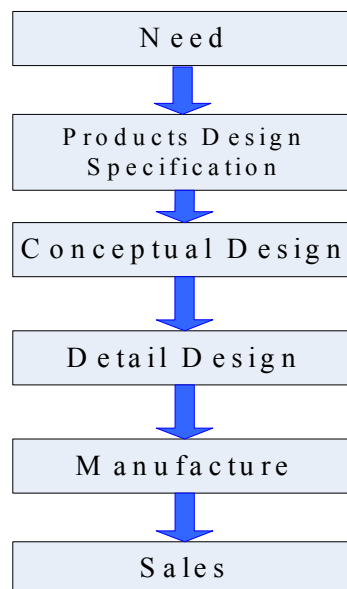 Need
Products Design
Specification
Conceptual Design
Detail Design
Manufacture
Sales